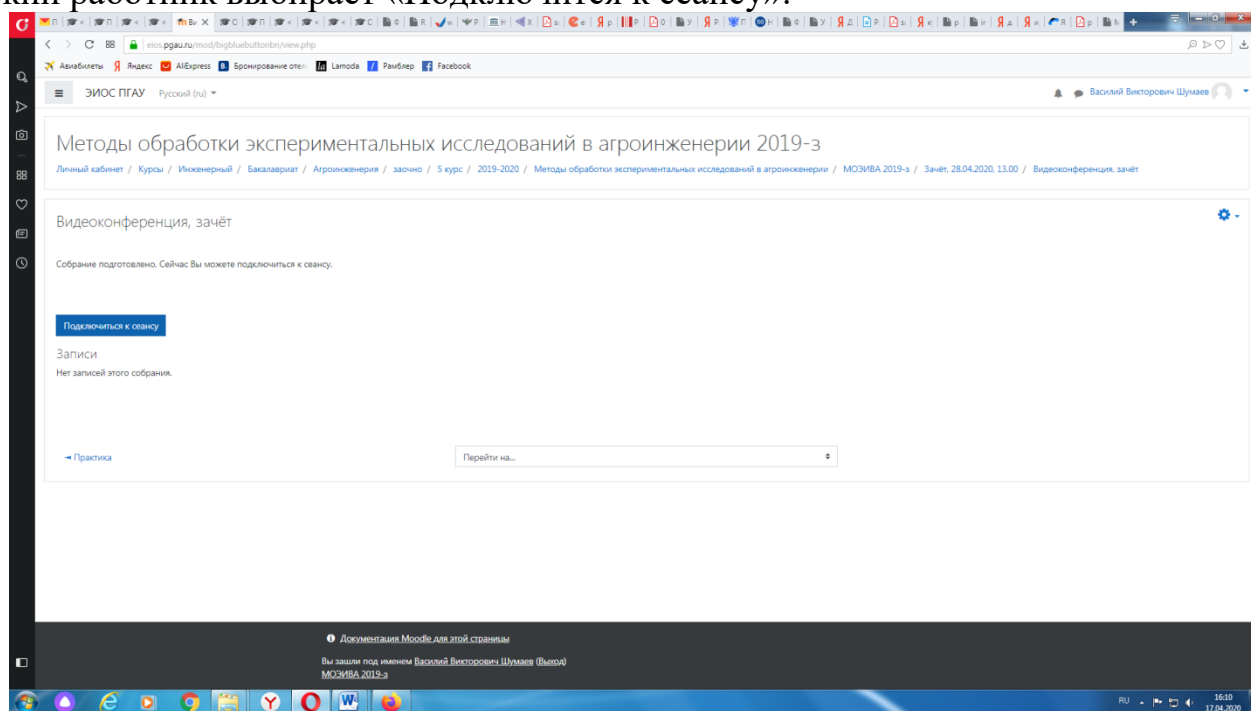 работник выбирает «Подключится к сеансу».
eios.pgau.ru/mod/bigbluebuttonbn/view.php
Авиабилеты Яндекс AliExpress Бронирование отел Lamoda Рамблер Facebook
ЭИОС ПГАУ Русский (ru) Василий Викторович Шумаев
Методы обработки экспериментальных исследований в агроинженерии 2019-з
Личный кабинет / Курсы / Инженерный / Бакалавриат / Агроинженерия / заочно / 5 курс / 2019-2020 / Методы обработки экспериментальных исследований в агроинженерии / МОЭИВА 2019-з / Зачёт, 28.04.2020, 13.00 / Видеоконференция, зачёт
Видеоконференция, зачёт
Собрание подготовлено. Сейчас Вы можете подключиться к сеансу.
Подключиться к сеансу
Записи
Нет записей этого собрания.
◄ Практика Перейти на...
Документация Moodle для этой страницы
Вы зашли под именем Василий Викторович Шумаев (Выход)
МОЭИВА 2019-з
RU 16:10
17.04.2020